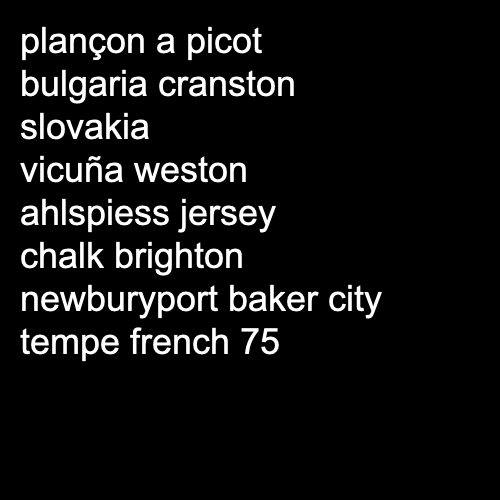 plançon a picot
bulgaria cranston
slovakia
vicuña weston
ahlspiess jersey
chalk brighton
newburyport baker city
tempe french 75